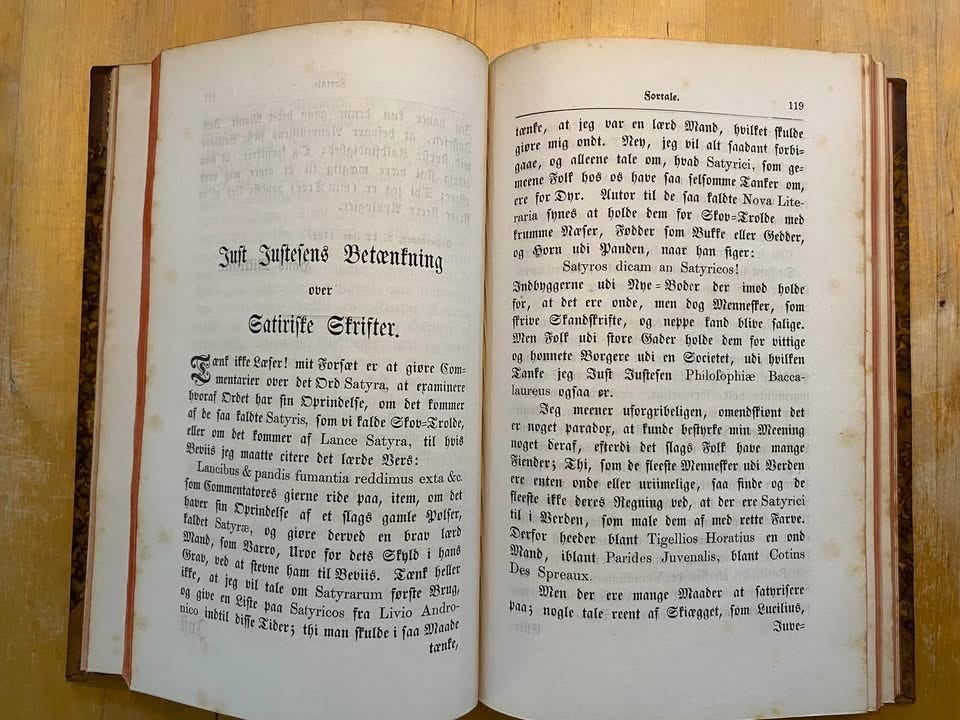 Just Justesens Betænkning
over
Satiriske Skrifter.
Tænk ikke Læser! mit Forsæt er at giøre Com-
mentarier over det Ord Satyra, at examinere
hvoraf Ordet har sin Oprindelse, om det kommer
af de saa kaldte Satyris, som vi kalde Skov-Trolde,
eller om det kommer af Lance Satyra, til hvis
Beviis jeg maatte citere det lærde Vers:
Lancibus & pandis fumantia reddimus exta &c.
som Commentatores gierne ride paa, item, om det
haver sin Oprindelse af et slags gamle Polser,
kaldet Satyræ, og giøre derved en brav lærd
Mand, som Varro, Uroe for dets Skyld i hans
Grav, ved at stevne ham til Beviis. Tænk heller
ikke, at jeg vil tale om Satyrarum første Brug,
og give en Liste paa Satyricos fra Livio Andro-
nico indtil disse Tider; thi man skulde i saa Maade
tænke,
Fortale.
119
tænke, at jeg var en lærd Mand, hvilket skulde
giøre mig ondt. Ney, jeg vil alt saadant forbi-
gaae, og alleene tale om, hvad Satyrici, som ge-
meene Folk hos os have saa selsomme Tanker om,
ere for Dyr. Autor til de saa kaldte Nova Lite-
raria synes at holde dem for Skov-Trolde med
krumme Næser, Fødder som Bukke eller Gedder,
og Horn udi Panden, naar han siger:
Satyros dicam an Satyricos!
Indbyggerne udi Nye-Boder der imod holde
for, at det ere onde, men dog Mennesker, som
skrive Skandskrifte, og neppe kand blive salige.
Men Folk udi store Gader holde dem for vittige
og honnete Borgere udi en Societet, udi hvilken
Tanke jeg Just Justesen Philosophiæ Bacca-
laureus ogsaa er.
Jeg meener uforgribeligen, omendskiønt det
er noget paradox, at kunde bestyrke min Meening
noget deraf, efterdi det slags Folk have mange
Fiender; Thi, som de fleeste Mennesker udi Verden
ere enten onde eller uriimelige, saa finde og de
fleeste ikke deres Regning ved, at der ere Satyrici
til i Verden, som male dem af med rette Farve.
Derfor heeder blant Tigellios Horatius en ond
Mand, iblant Parides Juvenalis, blant Cotins
Des Spreaux.
Men der ere mange Maader at satyrisere
paa; nogle tale reent af Skiægget, som Lucilius,
Juve-